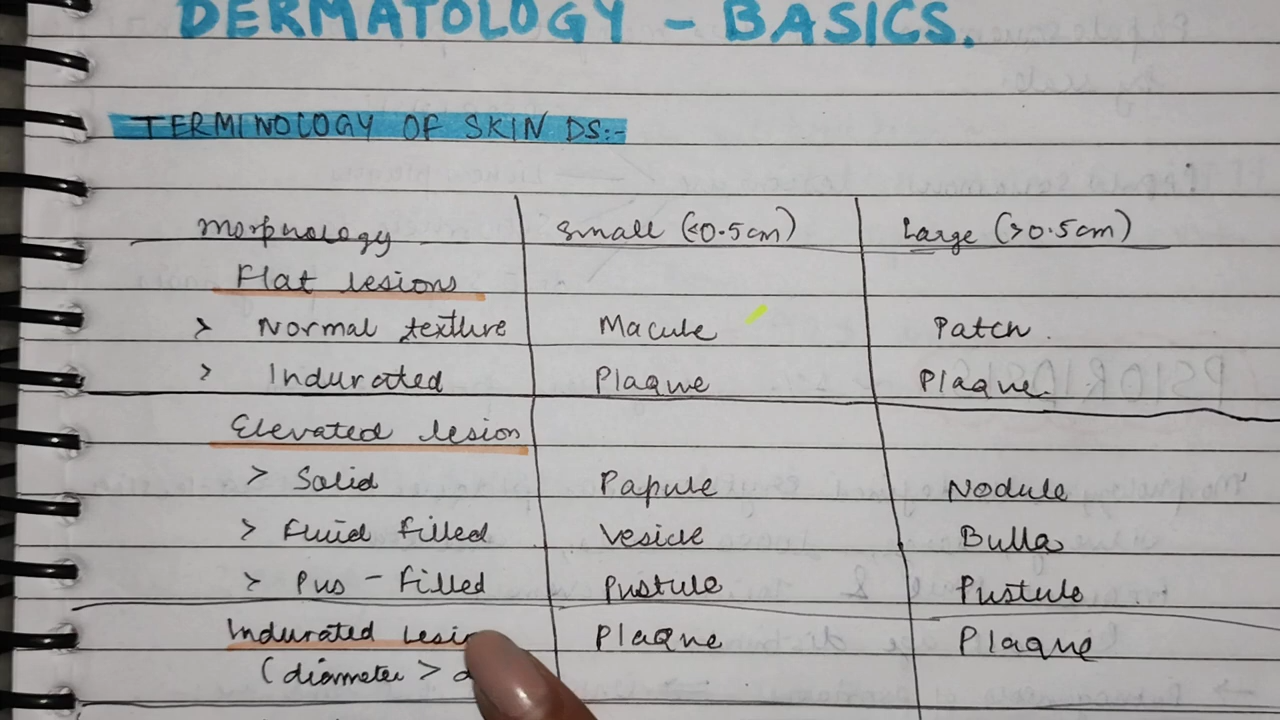 DERMATOLOGY - BASICS.
TERMINOLOGY OF SKIN DS:-
Morphology small (<0.5cm) Large (>0.5cm)
Flat lesions
> Normal texture Macule Patch.
> Indurated Plaque Plaque.
Elevated lesion
> Solid Papule Nodule
> Fluid filled Vesicle Bulla
> Pus - filled Pustule Pustule
Indurated Plaque Plaque
(diameter >